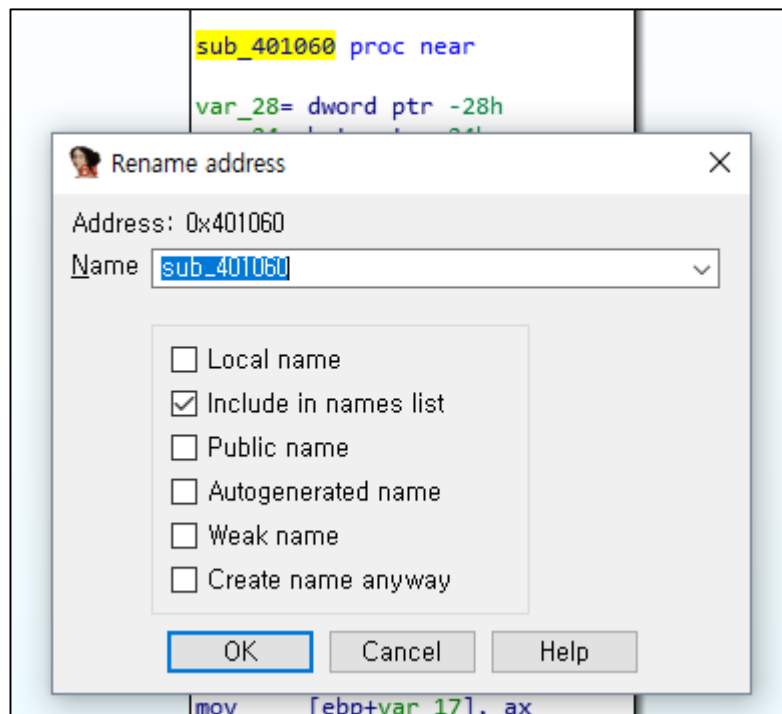 sub_401060 proc near
var_28= dword ptr -28h
Rename address
Address: 0x401060
Name sub_401060
Local name
Include in names list
Public name
Autogenerated name
Weak name
Create name anyway
OK Cancel Help
mov [ebp+var_17], ax